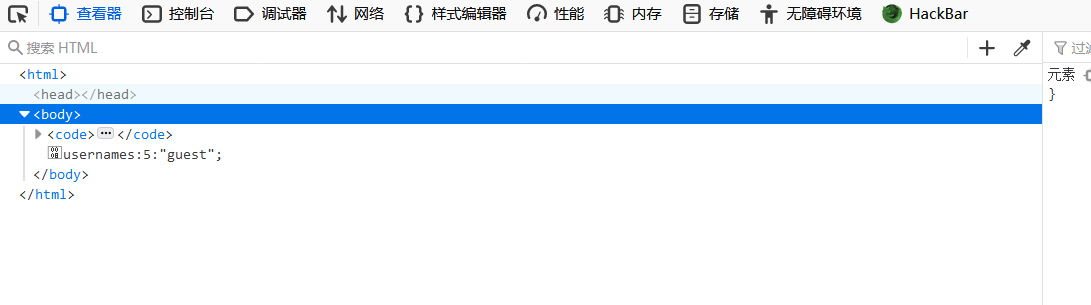 查看器 控制台 调试器 网络 样式编辑器 性能 内存 存储 无障碍环境 HackBar
搜索 HTML
过滤
<html>
元素
<head></head>
}
<body>
<code>⋯</code>
usernames:5:"guest";
</body>
</html>